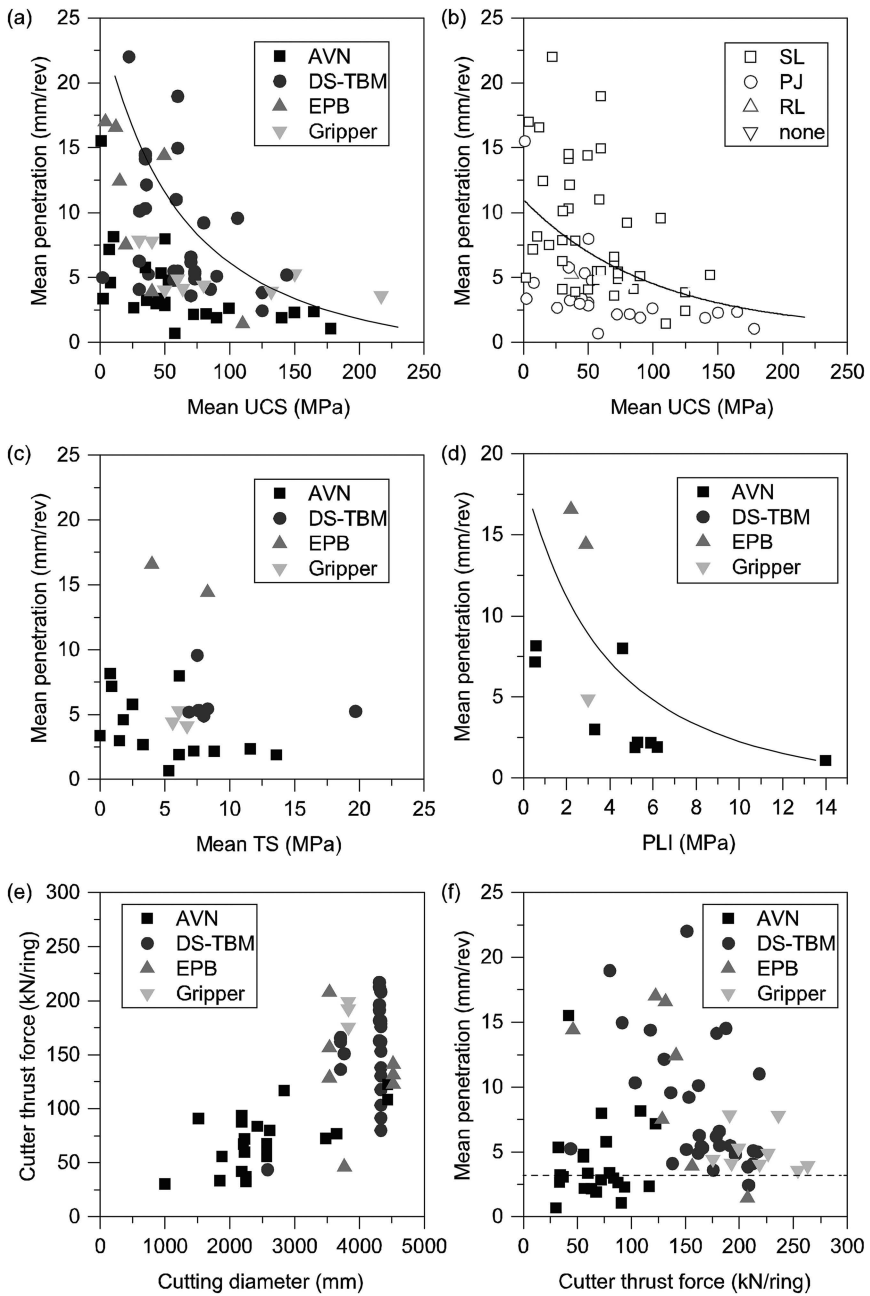 (a)
25
20
15
10
5
0
Mean penetration (mm/rev)
AVN
DS-TBM
EPB
Gripper
0 50 100 150 200 250
Mean UCS (MPa)
(b)
25
20
15
10
5
0
Mean penetration (mm/rev)
SL
PJ
RL
none
0 50 100 150 200 250
Mean UCS (MPa)
(c)
25
20
15
10
5
0
Mean penetration (mm/rev)
AVN
DS-TBM
EPB
Gripper
0 5 10 15 20 25
Mean TS (MPa)
(d)
20
15
10
5
0
Mean penetration (mm/rev)
AVN
DS-TBM
EPB
Gripper
0 2 4 6 8 10 12 14
PLI (MPa)
(e)
300
250
200
150
100
50
0
Cutter thrust force (kN/ring)
AVN
DS-TBM
EPB
Gripper
0 1000 2000 3000 4000 5000
Cutting diameter (mm)
(f)
25
20
15
10
5
0
Mean penetration (mm/rev)
AVN
DS-TBM
EPB
Gripper
0 50 100 150 200 250 300
Cutter thrust force (kN/ring)